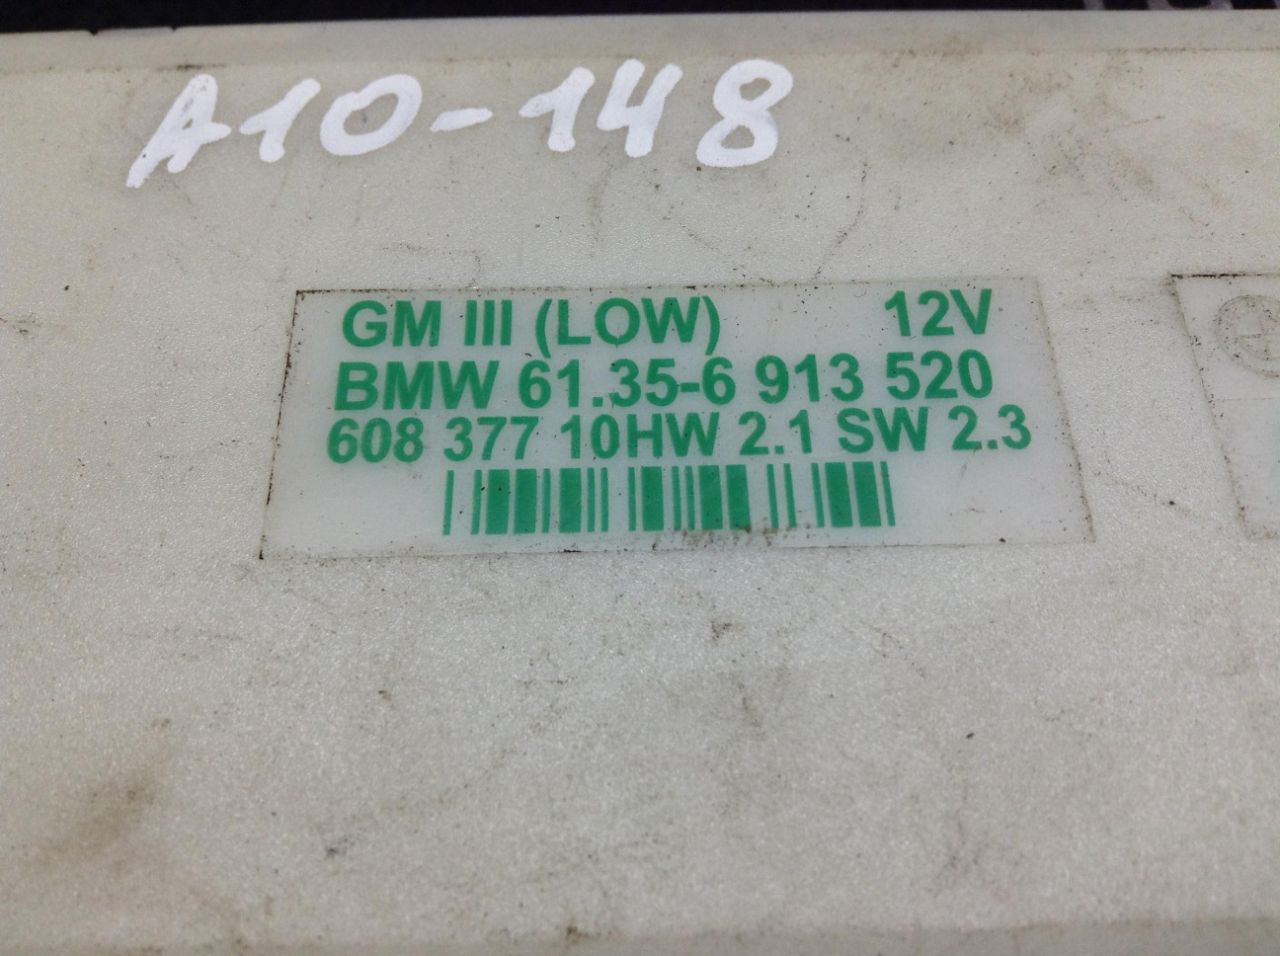 A10-148
GM III (LOW) 12V
BMW 61.35-6 913 520
608 377 10HW 2.1 SW 2.3